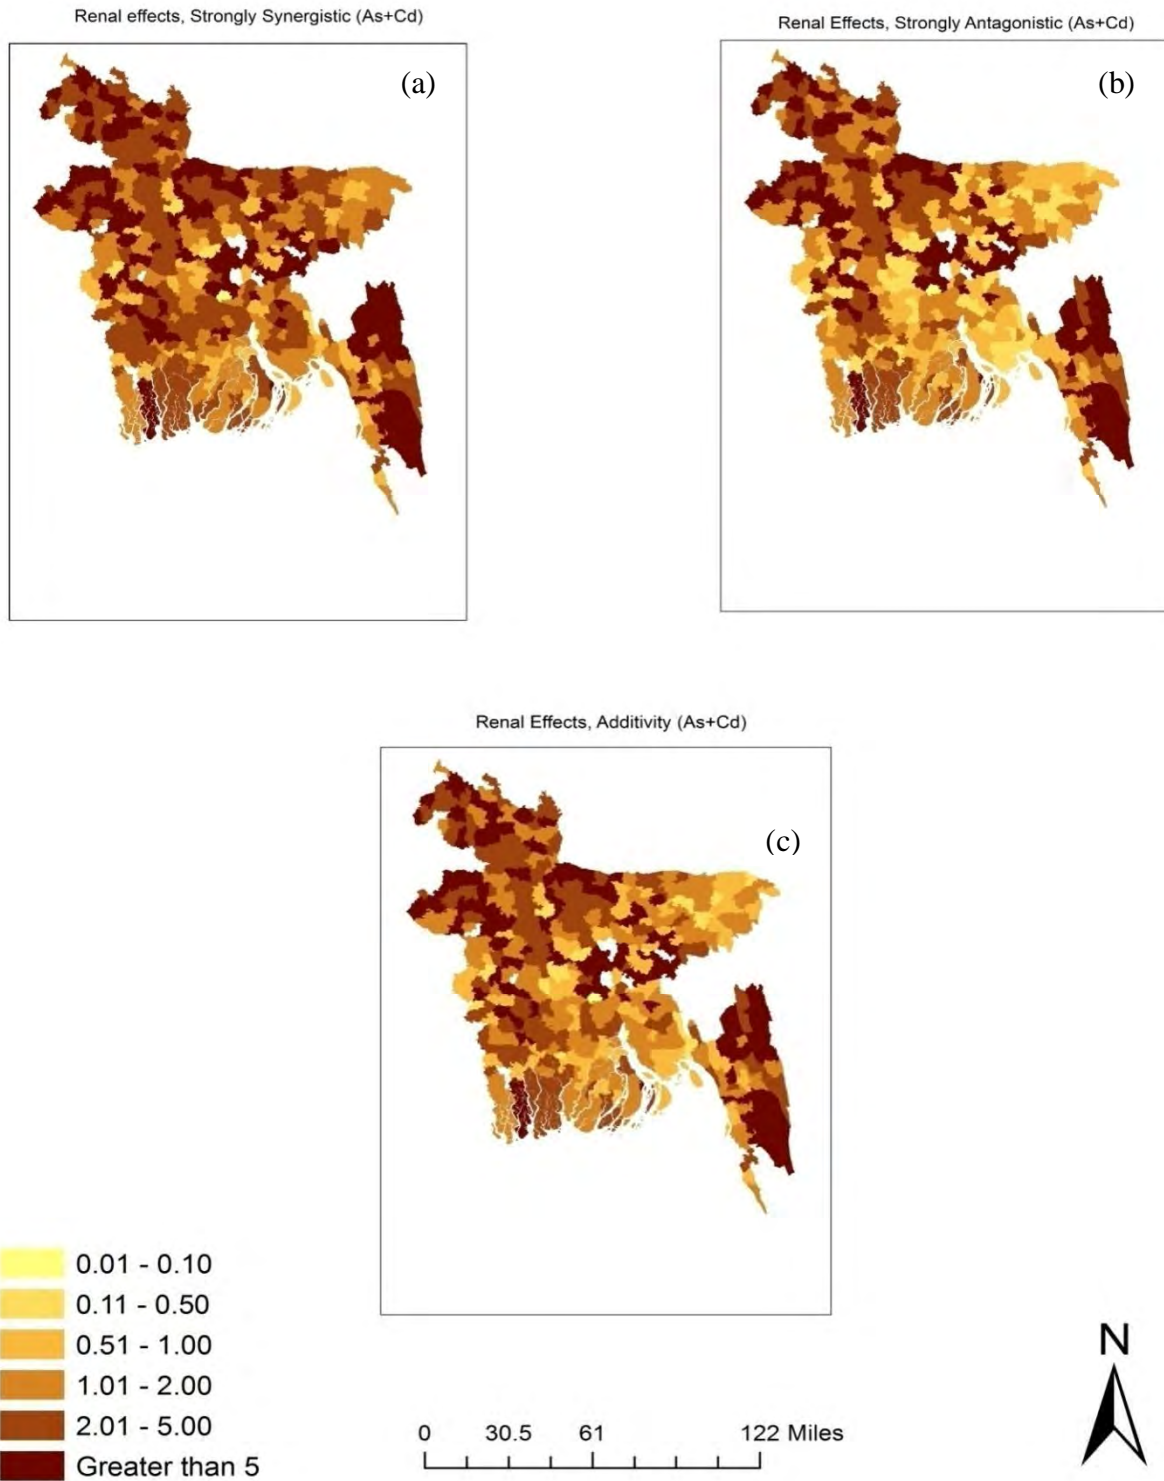 Renal effects, Strongly Synergistic (As+Cd)
Renal Effects, Strongly Antagonistic (As+Cd)
(a)
(b)
Renal Effects, Additivity (As+Cd)
(c)
0.01 - 0.10
0.11 - 0.50
0.51 - 1.00
1.01 - 2.00
2.01 - 5.00
Greater than 5
0 30.5 61 122 Miles
N